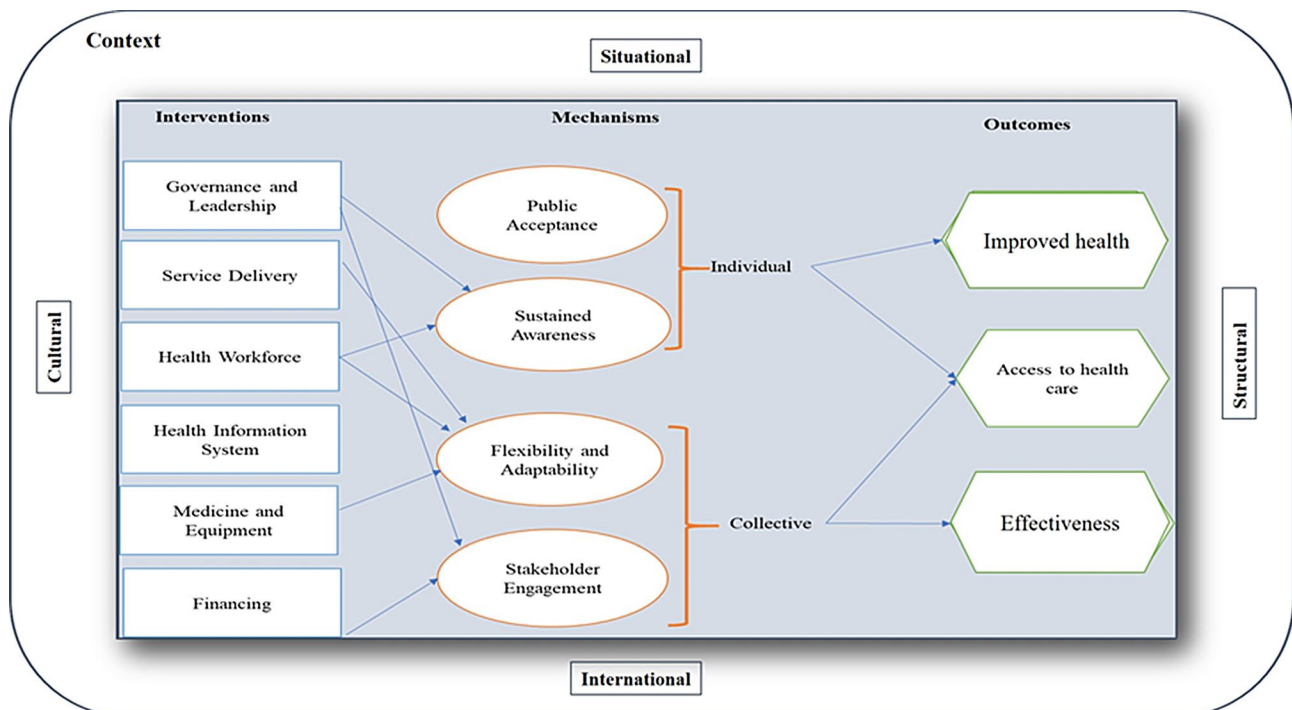 Context
Situational
Cultural
Structural
International
Interventions
Mechanisms
Outcomes
Governance and
Leadership
Service Delivery
Health Workforce
Health Information
System
Medicine and
Equipment
Financing
Public
Acceptance
Sustained
Awareness
Flexibility and
Adaptability
Stakeholder
Engagement
Individual
Collective
Improved health
Access to health
care
Effectiveness